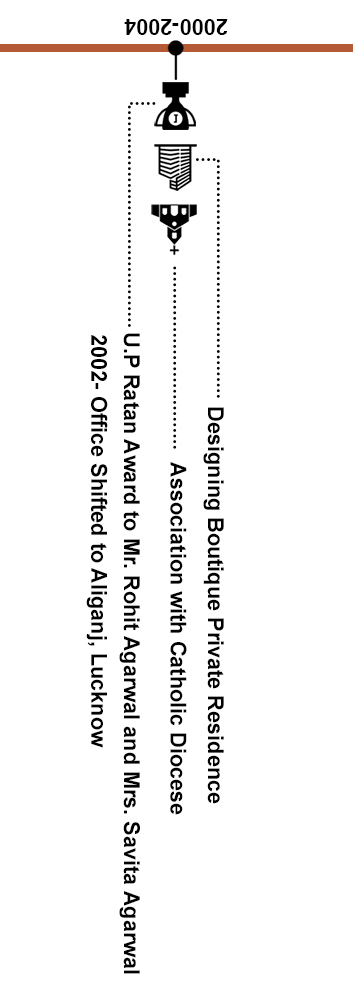 Designing Boutique Private Residence
Association with Catholic Diocese
U.P Ratan Award to Mr. Rohit Agarwal and Mrs. Savita Agarwal
2002- Office Shifted to Aliganj, Lucknow
2000-2004